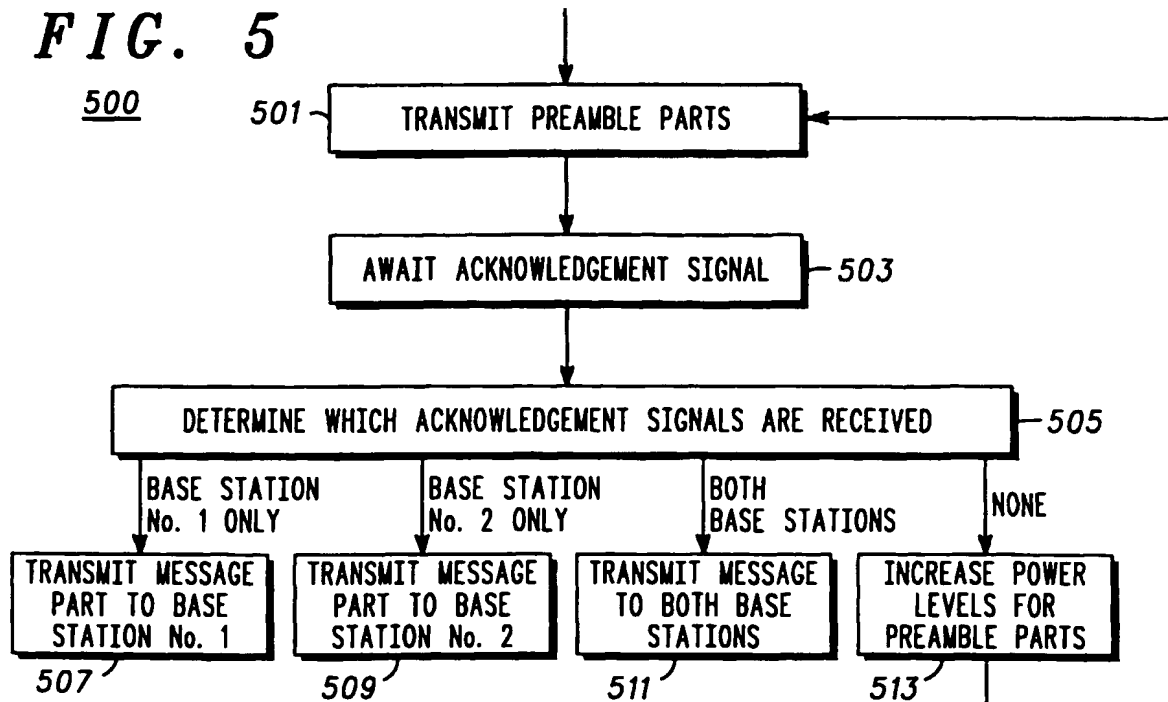 FIG. 5
500
501
TRANSMIT PREAMBLE PARTS
AWAIT ACKNOWLEDGEMENT SIGNAL
503
DETERMINE WHICH ACKNOWLEDGEMENT SIGNALS ARE RECEIVED
505
BASE STATION
No. 1 ONLY
BASE STATION
No. 2 ONLY
BOTH
BASE STATIONS
NONE
TRANSMIT MESSAGE
PART TO BASE
STATION No. 1
507
TRANSMIT MESSAGE
PART TO BASE
STATION No. 2
509
TRANSMIT MESSAGE
TO BOTH BASE
STATIONS
511
INCREASE POWER
LEVELS FOR
PREAMBLE PARTS
513